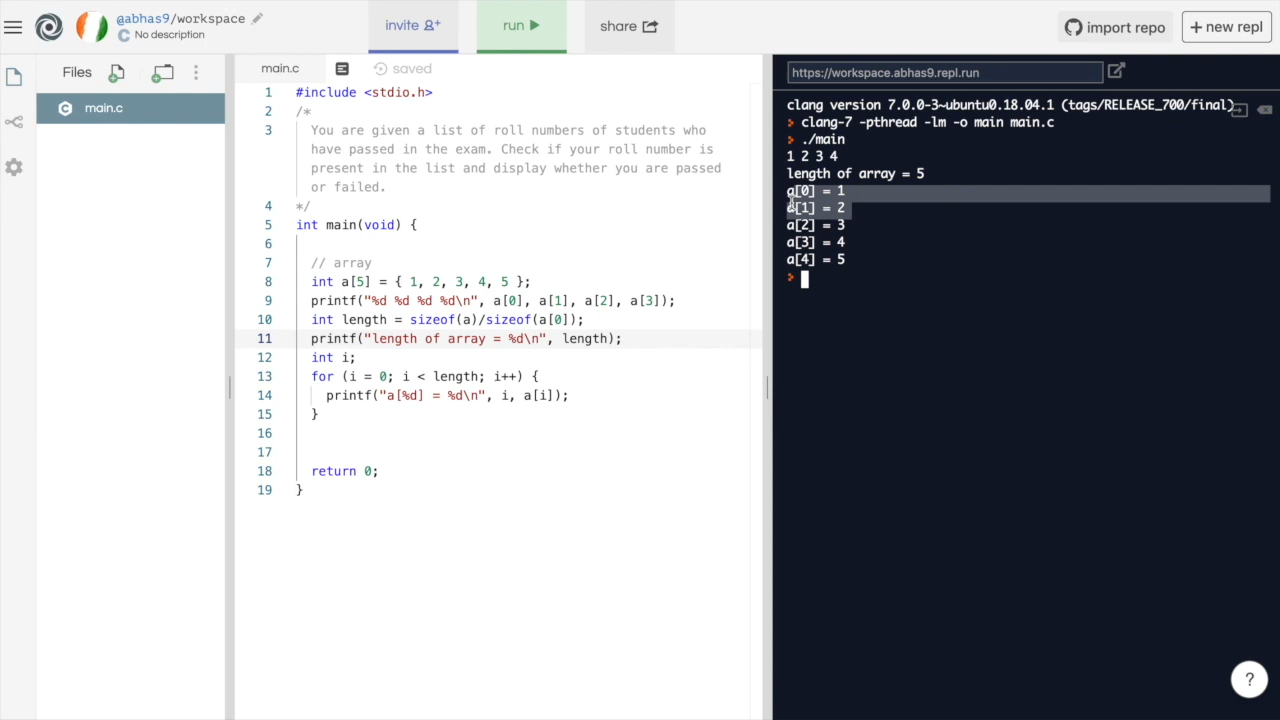 @abhas9/workspace
C No description
invite
run
share
import repo
+ new repl
Files
main.c
main.c
saved
1 #include <stdio.h>
2 /*
3 You are given a list of roll numbers of students who
have passed in the exam. Check if your roll number is
present in the list and display whether you are passed
or failed.
4 */
5 int main(void) {
6
7 // array
8 int a[5] = { 1, 2, 3, 4, 5 };
9 printf("%d %d %d %d\n", a[0], a[1], a[2], a[3]);
10 int length = sizeof(a)/sizeof(a[0]);
11 printf("length of array = %d\n", length);
12 int i;
13 for (i = 0; i < length; i++) {
14 printf("a[%d] = %d\n", i, a[i]);
15 }
16
17
18 return 0;
19 }
https://workspace.abhas9.repl.run
clang version 7.0.0-3~ubuntu0.18.04.1 (tags/RELEASE_700/final)
clang-7 -pthread -lm -o main main.c
./main
1 2 3 4
length of array = 5
a[0] = 1
a[1] = 2
a[2] = 3
a[3] = 4
a[4] = 5
?